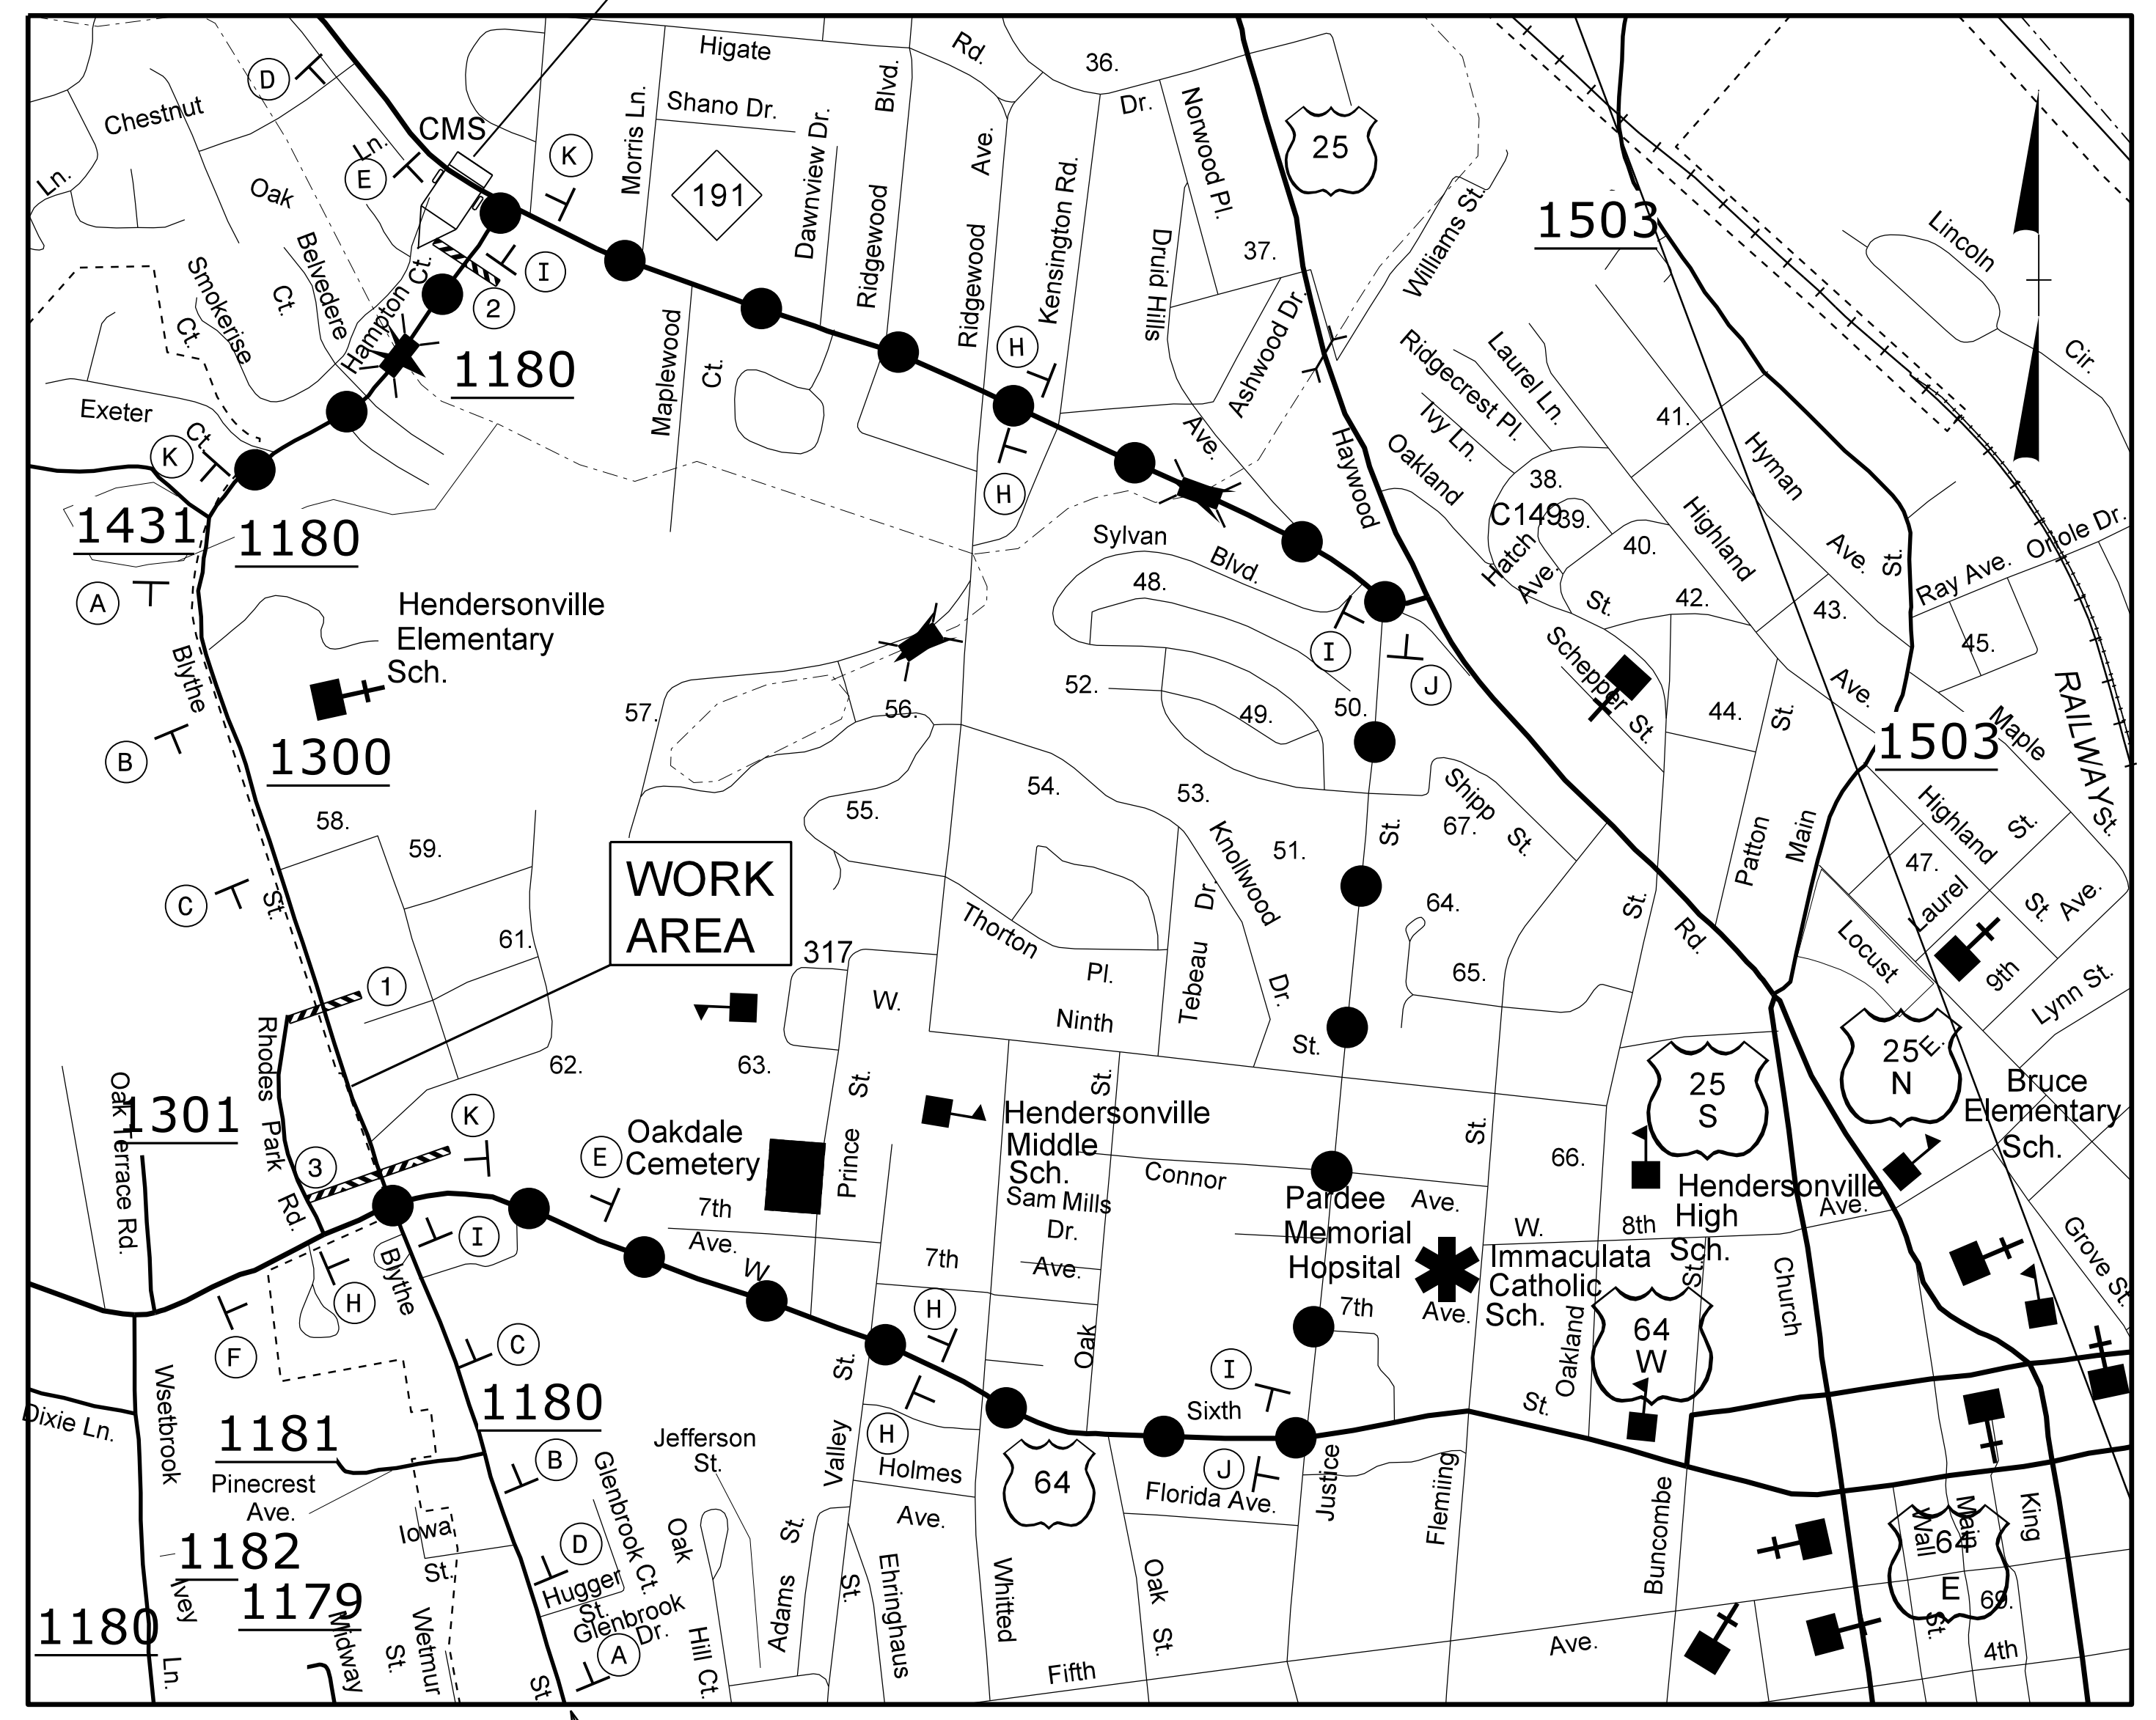 Higate
Rd.
36.
D
Chestnut
CMS
Shano Dr.
Blvd.
Dr.
Norwood Pl.
25
Ln.
Ln.
E
K
Morris Ln.
191
Dawnview Dr.
Ave.
Williams St.
1503
Lincoln
Oak
Ridgewood
Ridgewood
Kensington Rd.
Druid Hills
37.
Belvedere
Ct.
Smokerise
Ct.
Hampton Ct.
I
2
1180
Maplewood
Ct.
H
Ashwood Dr.
Laurel Ln.
Ridgecrest Pl.
Ivy Ln.
Cir.
Exeter
Ct.
K
Ave.
Haywood
Oakland
41.
Hyman
38.
H
1431
1180
C149
39.
40.
Highland
Sylvan
Blvd.
Hatch
Ave.
Ave.
St.
Ray Ave.
Oriole Dr.
A
48.
St.
42.
43.
45.
Hendersonville
Elementary
Sch.
Blythe
I
J
Schepper St.
Ave.
RAILWAY
St.
B
1300
57.
56.
52.
49.
50.
44.
St.
1503
Maple
58.
59.
55.
54.
53.
Shipp
St.
67.
St.
Highland
St.
Patton
Main
Knollwood
51.
47.
Laurel
C
St.
WORK
AREA
61.
317
Thorton
Pl.
Dr.
Tebeau
64.
65.
St.
Rd.
Locust
St.
Ave.
9th
Lynn St.
1
W.
Ninth
Dr.
St.
Rhodes
Park
Rd.
62.
63.
St.
St.
25
S
25
N
E.
Bruce
Elementary
Sch.
Oak Terrace Rd.
1301
K
E
Oakdale
Cemetery
Prince
Hendersonville
Middle
Sch.
Sam Mills
Dr.
Connor
St.
66.
3
7th
Ave.
W
Pardee
Memorial
Hopsital
Ave.
W.
8th
Hendersonville
High
Sch.
Ave.
Grove St.
I
Blythe
H
7th
Ave.
7th
Ave.
Immaculata
Catholic
Sch.
St.
Church
F
C
H
Oak
64
W
Oakland
Wsetbrook
St.
I
Sixth
St.
Dixie Ln.
1181
1180
H
Jefferson
St.
Valley
Holmes
Ave.
64
J
Florida Ave.
Justice
Fleming
Buncombe
Pinecrest
Ave.
B
Glenbrook Ct.
1182
Iowa
St.
D
Oak
St.
Wall
Main
King
64
E
1179
Ivey
Ln.
1180
Midway
St.
Wetmur
Hugger
St.
Glenbrook
Dr.
Hill Ct.
Adams
St.
Ehringhaus
Whitted
Oak
St.
69.
St.
A
St
Fifth
Ave.
4th